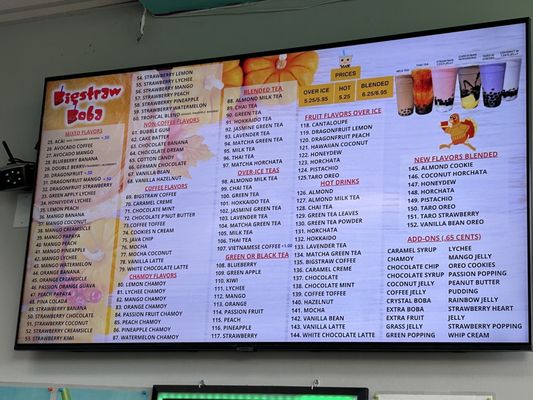 Bigstraw
Boba
MIXED FLAVORS
25. ACAI
26. AVOCADO COFFEE
27. AVOCADO MANGO
28. BLUEBERRY BANANA
28. DOUBLE BERRY
29. DRAGONFRUIT
30. DRAGONFRUIT MANGO
32. DRAGONFRUIT STRAWBERRY
33. GREEN APPLE LYCHEE
34. HONEYDEW LYCHEE
35. LEMON PEACH
36. MANGO BANANA
37. MANGO COCONUT
38. MANGO CREAMSICLE
39. MANGO PAPAYA
40. MANGO PEACH
41. MANGO PINEAPPLE
42. MANGO LYCHEE
43. MANGO WATERMELON
44. ORANGE BANANA
45. ORANGE CREAMSICLE
46. PASSION ORANGE GUAVA
47. PEACH PAPAYA
48. PINA COLADA
49. STRAWBERRY BANANA
50. STRAWBERRY CHOCOLATE
51. STRAWBERRY COCONUT
52. STRAWBERRY CREAMSICLE
53. STRAWBERRY KIWI
54. STRAWBERRY LEMON
55. STRAWBERRY LYCHEE
56. STRAWBERRY MANGO
57. STRAWBERRY PEACH
58. STRAWBERRY PINEAPPLE
59. STRAWBERRY WATERMELON
60. TROPICAL BLEND
NON-COFFEE FLAVORS
61. BUBBLE GUM
62. CAKE BATTER
63. CHOCOLATE BANANA
64. CHOCOLATE DREAM
65. COTTON CANDY
66. GERMAN CHOCOLATE
67. VANILLA BEAN
68. VANILLA HAZELNUT
COFFEE FLAVORS
69. BIGSTRAW COFFEE
70. CARAMEL CREME
71. CHOCOLATE MINT
72. CHOCOLATE P'NUT BUTTER
73. COFFEE TOFFEE
74. COOKIES N CREAM
75. JAVA CHIP
76. MOCHA
77. MOCHA COCONUT
78. VANILLA LATTE
79. WHITE CHOCOLATE LATTE
CHAMOY FLAVORS
80. LEMON CHAMOY
81. LYCHEE CHAMOY
82. MANGO CHAMOY
83. ORANGE CHAMOY
84. PASSION FRUIT CHAMOY
85. PEACH CHAMOY
86. PINEAPPLE CHAMOY
87. WATERMELON CHAMOY
BLENDED TEA
88. ALMOND MILK TEA
89. CHAI TEA
90. GREEN TEA
91. HOKKAIDO MILK TEA
92. JASMINE GREEN TEA
93. LAVENDER TEA
94. MATCHA GREEN TEA
95. MILK TEA
96. THAI TEA
97. MATCHA HORCHATA
OVER-ICE TEAS
98. ALMOND MILK TEA
99. CHAI TEA
100. GREEN TEA
101. HOKKAIDO MILK TEA
102. JASMINE GREEN TEA
103. LAVENDER TEA
104. MATCHA GREEN TEA
105. MILK TEA
106. THAI TEA
107. VIETNAMESE COFFEE +1.00
GREEN OR BLACK TEA
108. BLUEBERRY
109. GREEN APPLE
110. KIWI
111. LYCHEE
112. MANGO
113. ORANGE
114. PASSION FRUIT
115. PEACH
116. PINEAPPLE
117. STRAWBERRY
PRICES
OVER ICE
5.25/6.95
HOT
5.25
BLENDED
6.25/8.95
FRUIT FLAVORS OVER ICE
118. CANTALOUPE
119. DRAGONFRUIT LEMON
120. DRAGONFRUIT PEACH
121. HAWAIIAN COCONUT
122. HONEYDEW
123. HORCHATA
124. PISTACHIO
125. TARO OREO
HOT DRINKS
126. ALMOND
127. ALMOND MILK TEA
128. CHAI TEA
129. GREEN TEA LEAVES
130. GREEN TEA POWDER
131. HONEYDEW
132. HORCHATA
133. HOKKAIDO
133. LAVENDER TEA
134. MATCHA GREEN TEA
135. BIGSTRAW COFFEE
136. CARAMEL CREME
137. CHOCOLATE
138. CHOCOLATE MINT
139. COFFEE TOFFEE
140. HAZELNUT
141. MOCHA
142. VANILLA BEAN
143. VANILLA LATTE
144. WHITE CHOCOLATE LATTE
NEW FLAVORS BLENDED
145. ALMOND COOKIE
146. COCONUT HORCHATA
147. HONEYDEW
148. HORCHATA
149. PISTACHIO
150. TARO OREO
151. TARO STRAWBERRY
152. VANILLA BEAN OREO
ADD-ONS (.65 CENTS)
CARAMEL SYRUP
CHAMOY
CHOCOLATE CHIP
CHOCOLATE SYRUP
COCONUT JELLY
COFFEE JELLY
CRYSTAL BOBA
EXTRA BOBA
EXTRA FRUIT
GRASS JELLY
GREEN POPPING
LYCHEE
MANGO JELLY
OREO COOKIES
PASSION POPPING
PEANUT BUTTER
PUDDING
RAINBOW JELLY
STRAWBERRY HEART
JELLY
STRAWBERRY POPPING
WHIP CREAM